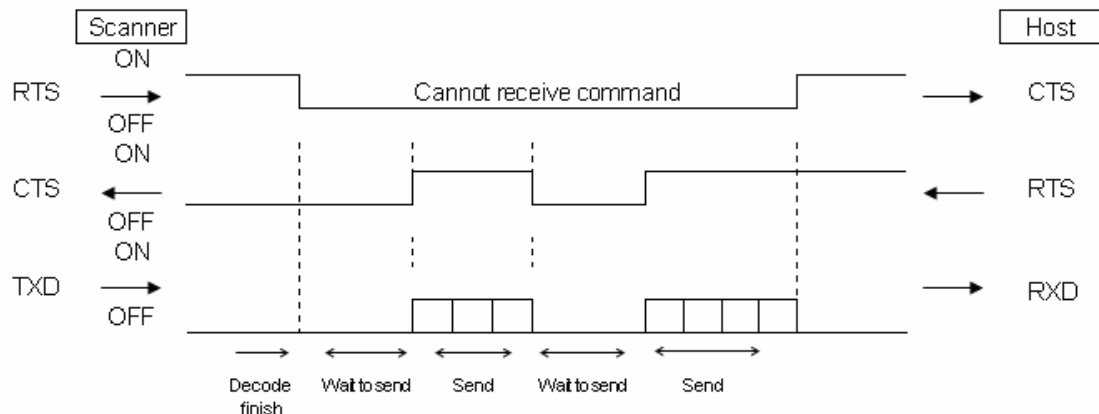 Scanner
Host
ON
RTS
Cannot receive command
CTS
OFF
ON
CTS
RTS
OFF
ON
TXD
RXD
OFF
Decode finish
Wait to send
Send
Wait to send
Send